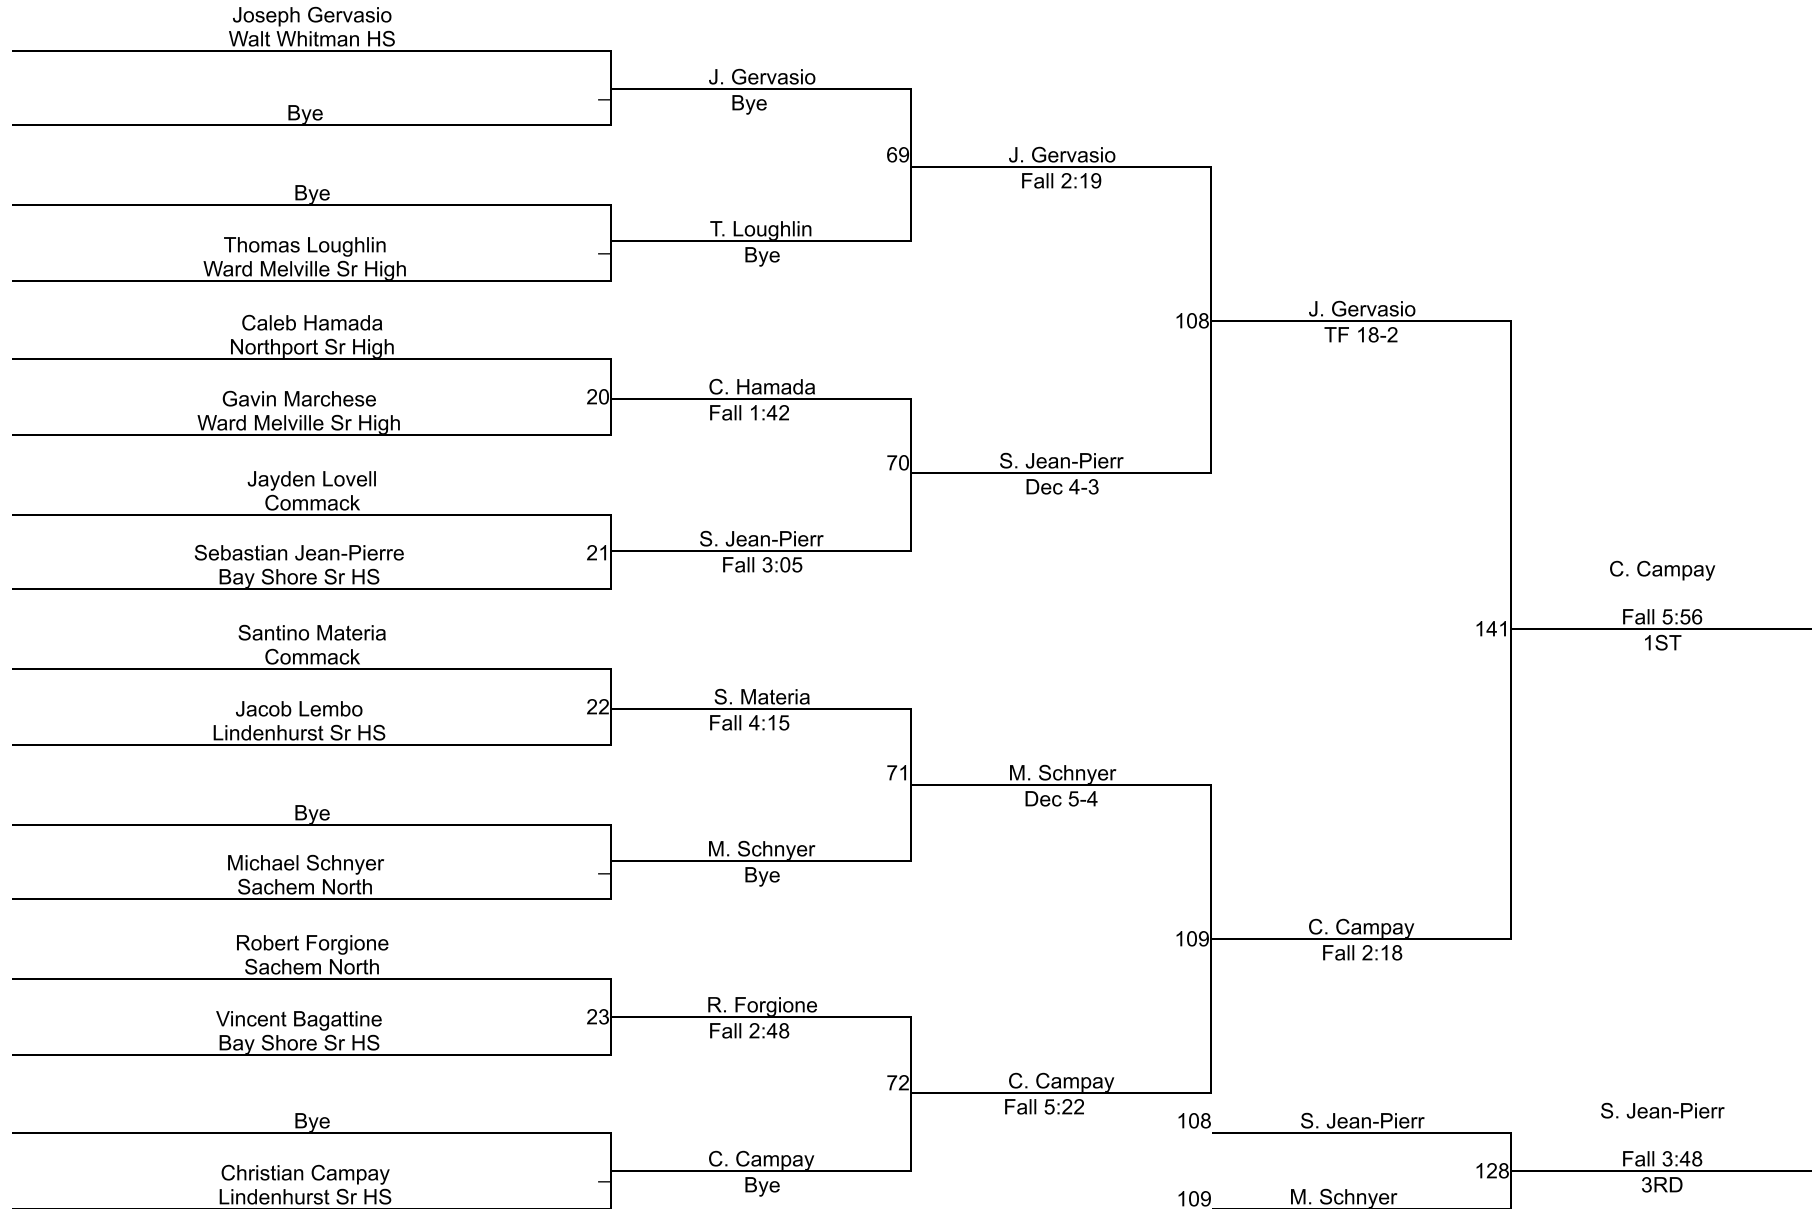 Joseph Gervasio
Walt Whitman HS
J. Gervasio
Bye
Bye
69
J. Gervasio
Fall 2:19
Bye
T. Loughlin
Bye
Thomas Loughlin
Ward Melville Sr High
108
J. Gervasio
TF 18-2
Caleb Hamada
Northport Sr High
20
C. Hamada
Fall 1:42
Gavin Marchese
Ward Melville Sr High
70
S. Jean-Pierr
Dec 4-3
Jayden Lovell
Commack
21
S. Jean-Pierr
Fall 3:05
Sebastian Jean-Pierre
Bay Shore Sr HS
141
C. Campay
Fall 5:56
1ST
Santino Materia
Commack
22
S. Materia
Fall 4:15
Jacob Lembo
Lindenhurst Sr HS
71
M. Schnyer
Dec 5-4
Bye
M. Schnyer
Bye
Michael Schnyer
Sachem North
109
C. Campay
Fall 2:18
Robert Forgione
Sachem North
23
R. Forgione
Fall 2:48
Vincent Bagattine
Bay Shore Sr HS
72
C. Campay
Fall 5:22
Bye
C. Campay
Bye
Christian Campay
Lindenhurst Sr HS
108
S. Jean-Pierr
128
S. Jean-Pierr
Fall 3:48
3RD
109
M. Schnyer